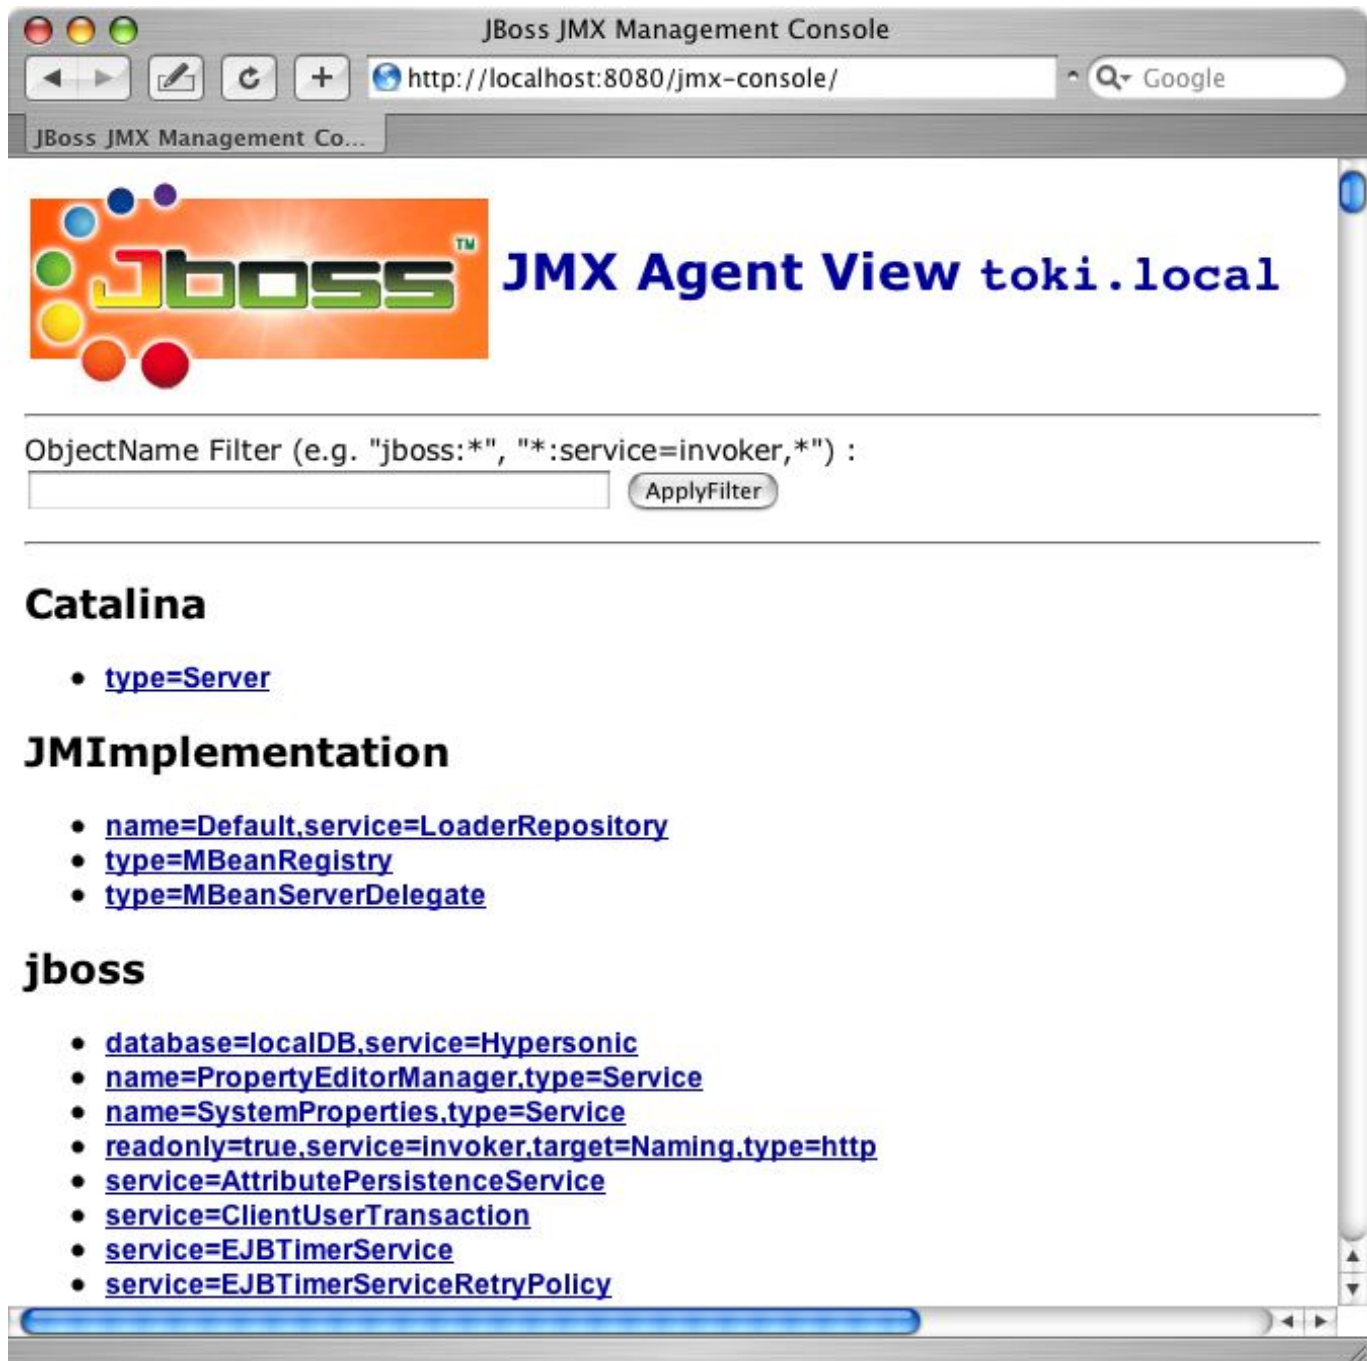 JBoss JMX Management Console
http://localhost:8080/jmx-console/
Google
JBoss JMX Management Co...
Jboss TM
JMX Agent View toki.local
ObjectName Filter (e.g. "jboss:*", "*:service=invoker,*") :
ApplyFilter
Catalina
type=Server
JMImplementation
name=Default,service=LoaderRepository
type=MBeanRegistry
type=MBeanServerDelegate
jboss
database=localDB,service=Hypersonic
name=PropertyEditorManager,type=Service
name=SystemProperties,type=Service
readonly=true,service=invoker,target=Naming,type=http
service=AttributePersistenceService
service=ClientUserTransaction
service=EJBTimerService
service=EJBTimerServiceRetryPolicy